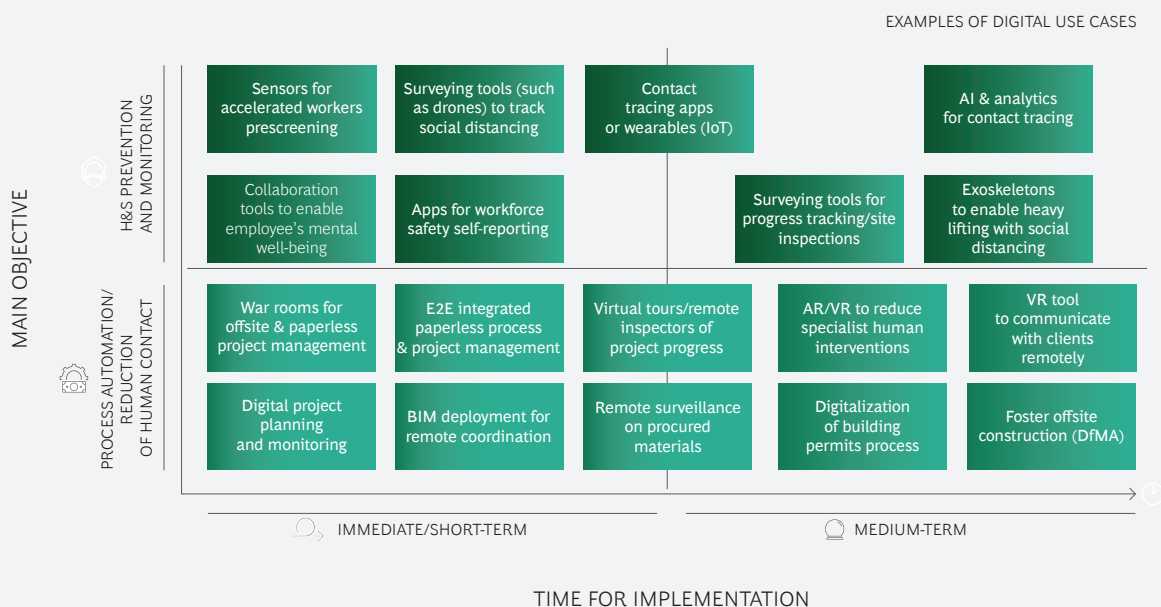 EXAMPLES OF DIGITAL USE CASES
MAIN OBJECTIVE
H&S PREVENTION
AND MONITORING
Sensors for
accelerated workers
prescreening
Surveying tools (such
as drones) to track
social distancing
Contact
tracing apps
or wearables (IoT)
AI & analytics
for contact tracing
Collaboration
tools to enable
employee's mental
well-being
Apps for workforce
safety self-reporting
Surveying tools for
progress tracking/site
inspections
Exoskeletons
to enable heavy
lifting with social
distancing
PROCESS AUTOMATION/
REDUCTION
OF HUMAN CONTACT
War rooms for
offsite & paperless
project management
E2E integrated
paperless process
& project management
Virtual tours/remote
inspectors of
project progress
AR/VR to reduce
specialist human
interventions
VR tool
to communicate
with clients
remotely
Digital project
planning
and monitoring
BIM deployment for
remote coordination
Remote surveillance
on procured
materials
Digitalization
of building
permits process
Foster offsite
construction (DfMA)
IMMEDIATE/SHORT-TERM
MEDIUM-TERM
TIME FOR IMPLEMENTATION